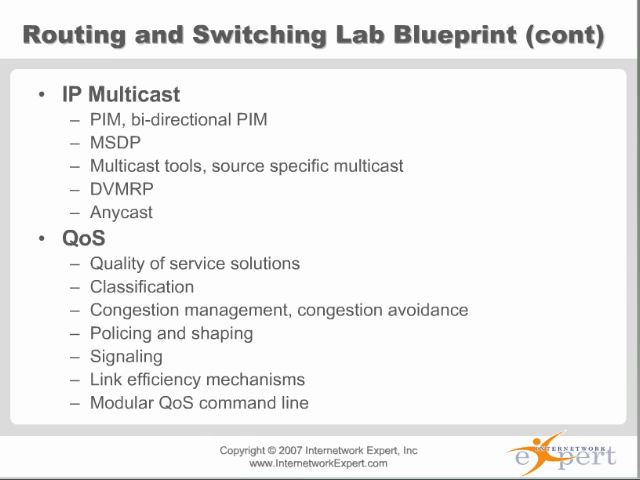 Routing and Switching Lab Blueprint (cont)
• IP Multicast
– PIM, bi-directional PIM
– MSDP
– Multicast tools, source specific multicast
– DVMRP
– Anycast
• QoS
– Quality of service solutions
– Classification
– Congestion management, congestion avoidance
– Policing and shaping
– Signaling
– Link efficiency mechanisms
– Modular QoS command line
Copyright © 2007 Internetwork Expert, Inc
www.InternetworkExpert.com
INTERNETWORK
eXpert